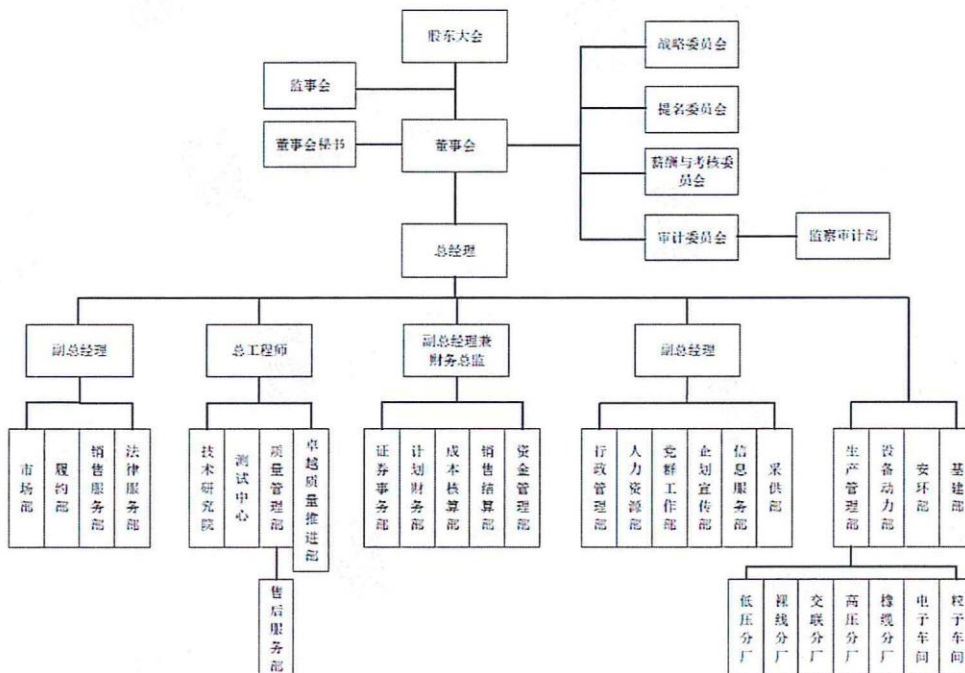 股东大会
战略委员会
监事会
提名委员会
董事会秘书
董事会
薪酬与考核委
员会
总经理
审计委员会
监察审计部
副总经理
总工程师
副总经理兼
财务总监
副总经理
市场部
履约部
销售服务部
法律服务部
技术研究院
测试中心
质量管理部
卓越质量推进部
证券事务部
计划财务部
成本核算部
销售结算部
资金管理部
行政管理部
人力资源部
党群工作部
企划宣传部
信息服务部
采供部
生产管理部
设备动力部
安环部
基建部
售后服务部
低压分厂
裸线分厂
交联分厂
高压分厂
橡缆分厂
电子车间
粒子车间